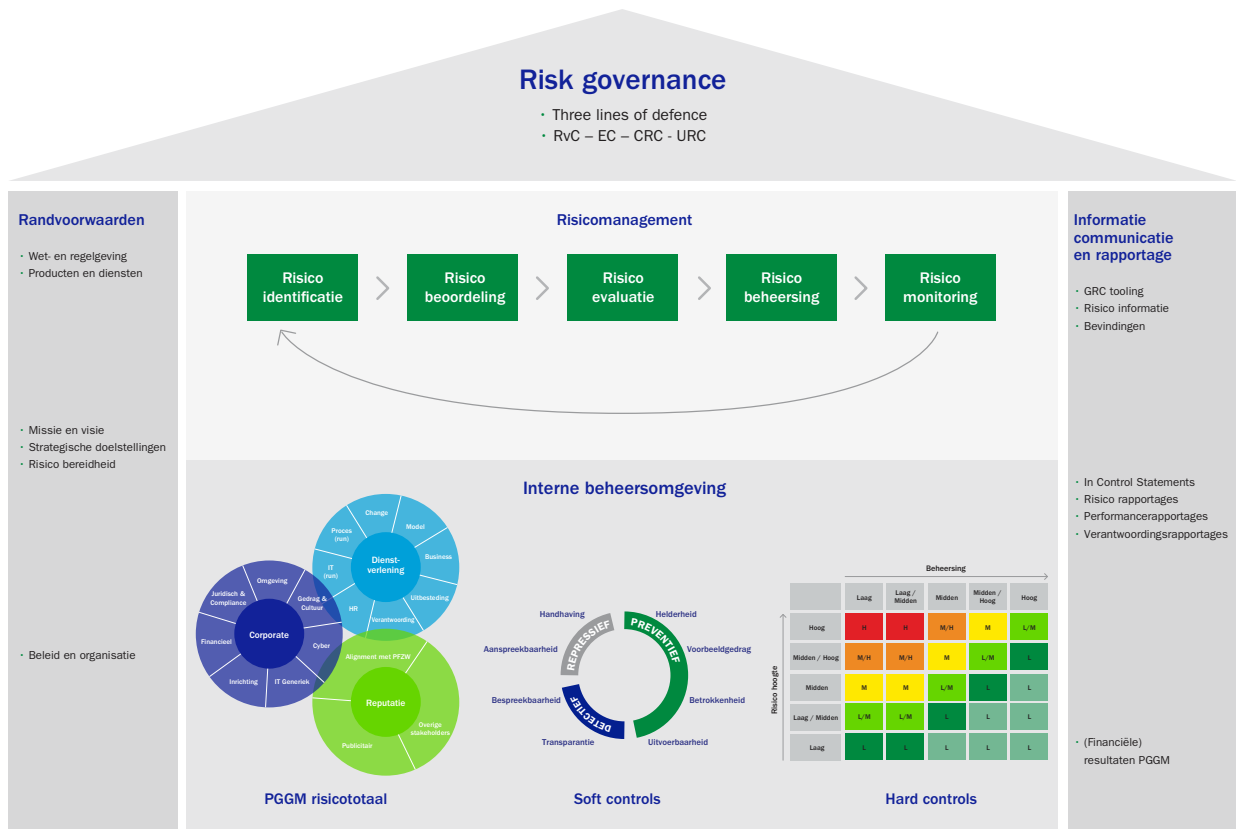 Risk governance
· Three lines of defence
· RvC – EC – CRC - URC
Randvoorwaarden
· Wet- en regelgeving
· Producten en diensten
· Missie en visie
· Strategische doelstellingen
· Risico bereidheid
· Beleid en organisatie
Risicomanagement
Risico
identificatie
Risico
beoordeling
Risico
evaluatie
Risico
beheersing
Risico
monitoring
Interne beheersomgeving
Change
Model
Business
Uitbesteding
Verantwoording
HR
IT
(run)
Proces
(run)
Dienst-
verlening
Omgeving
Gedrag &
Cultuur
Cyber
IT Generiek
Inrichting
Financieel
Juridisch &
Compliance
Corporate
Alignment met PFZW
Overige
stakeholders
Publicitair
Reputatie
PGGM risicototaal
Handhaving
Helderheid
Aanspreekbaarheid
Voorbeeldgedrag
Bespreekbaarheid
Betrokkenheid
Transparantie
Uitvoerbaarheid
REPRESSIEF
PREVENTIEF
DETECTIEF
Soft controls
Beheersing
Risico hoogte
Laag
Laag /
Midden
Midden
Midden /
Hoog
Hoog
Hoog H H M/H M L/M
Midden / Hoog M/H M/H M L/M L
Midden M M L/M L L
Laag / Midden L/M L/M L L L
Laag L L L L L
Hard controls
Informatie
communicatie
en rapportage
· GRC tooling
· Risico informatie
· Bevindingen
· In Control Statements
· Risico rapportages
· Performancerapportages
· Verantwoordingsrapportages
· (Financiële)
resultaten PGGM